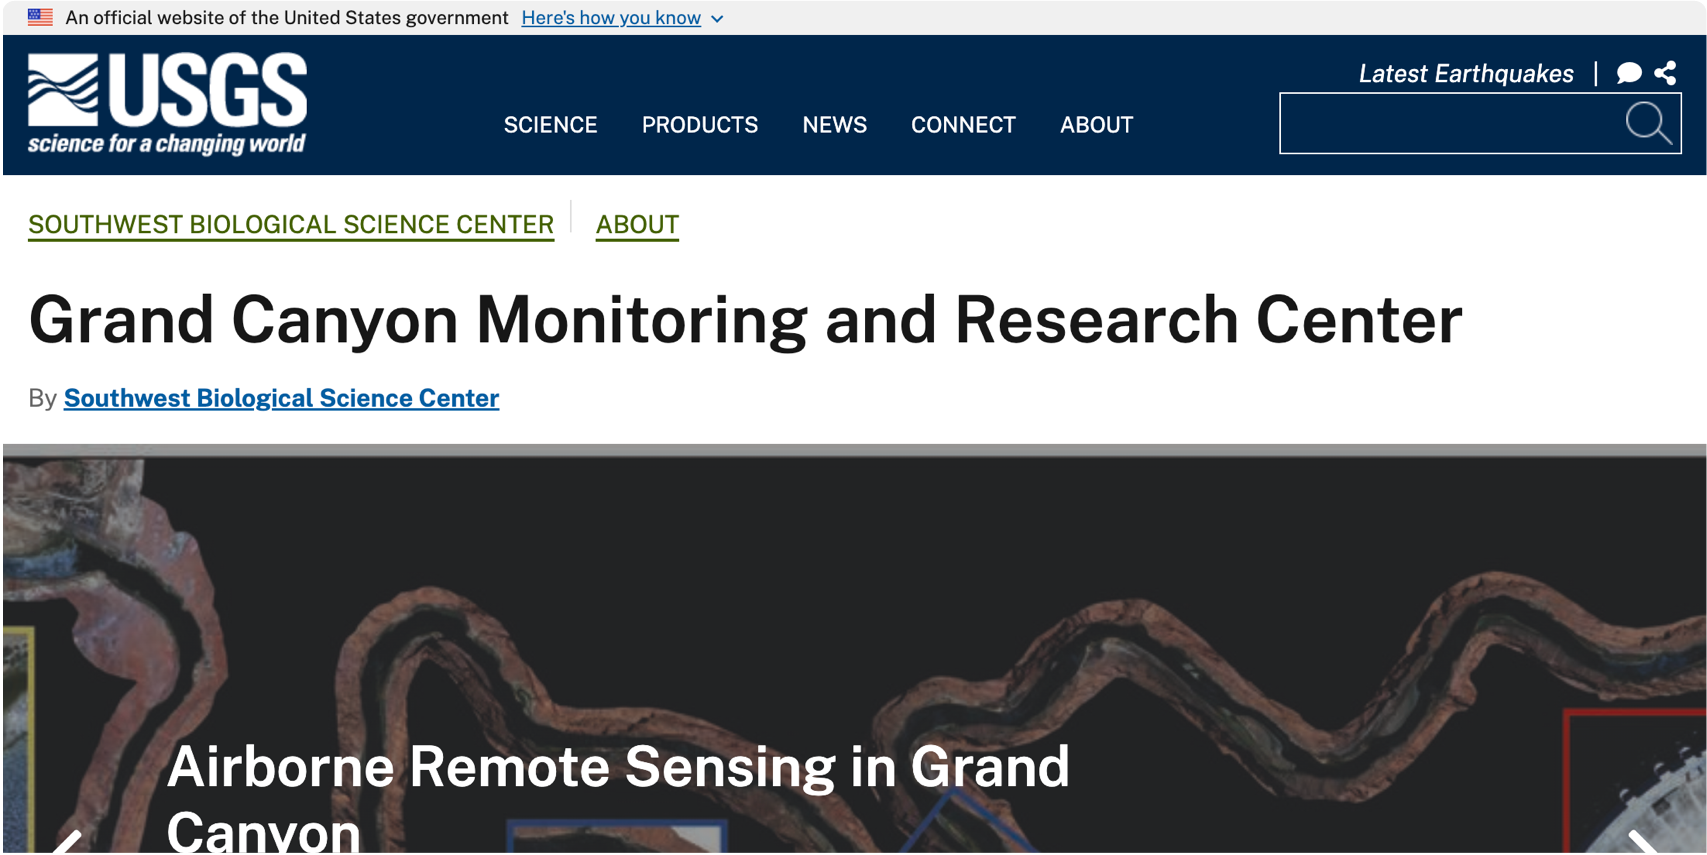 An official website of the United States government Here's how you know
USGS
science for a changing world
Latest Earthquakes |
SCIENCE PRODUCTS NEWS CONNECT ABOUT
SOUTHWEST BIOLOGICAL SCIENCE CENTER ABOUT
Grand Canyon Monitoring and Research Center
By Southwest Biological Science Center
Airborne Remote Sensing in Grand
Canyon